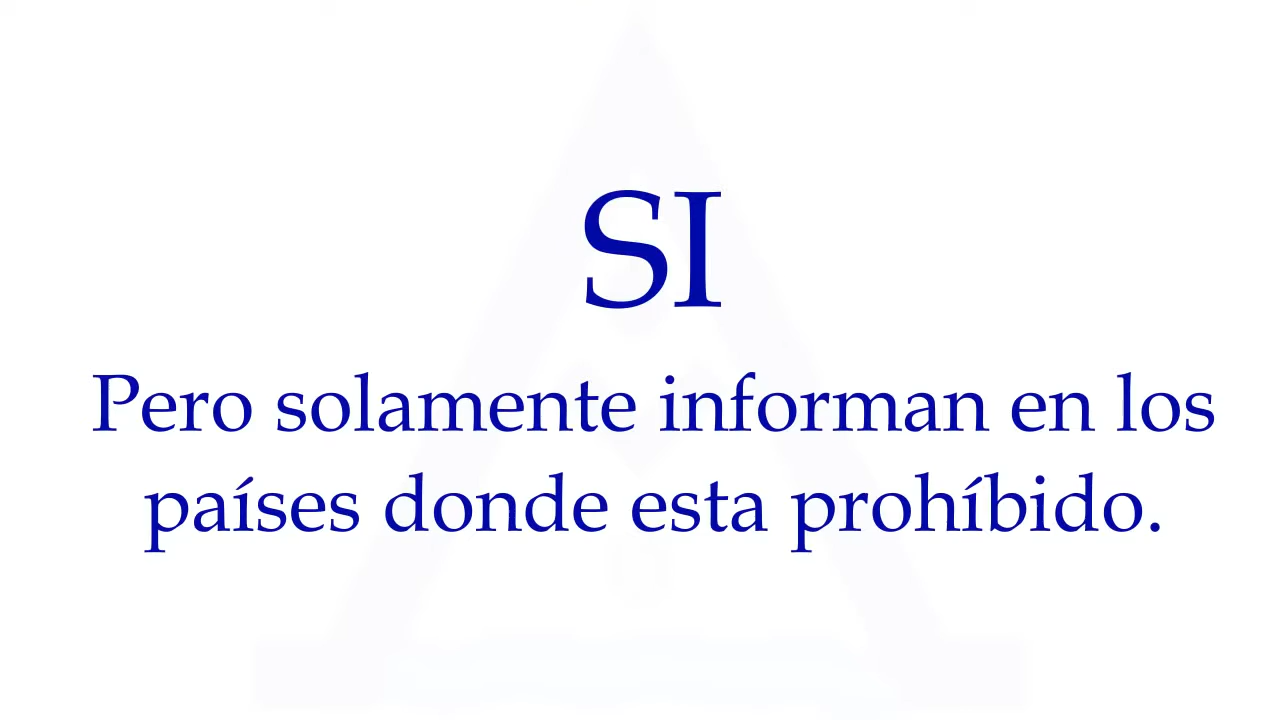 SI
Pero solamente informan en los
países donde esta prohíbido.